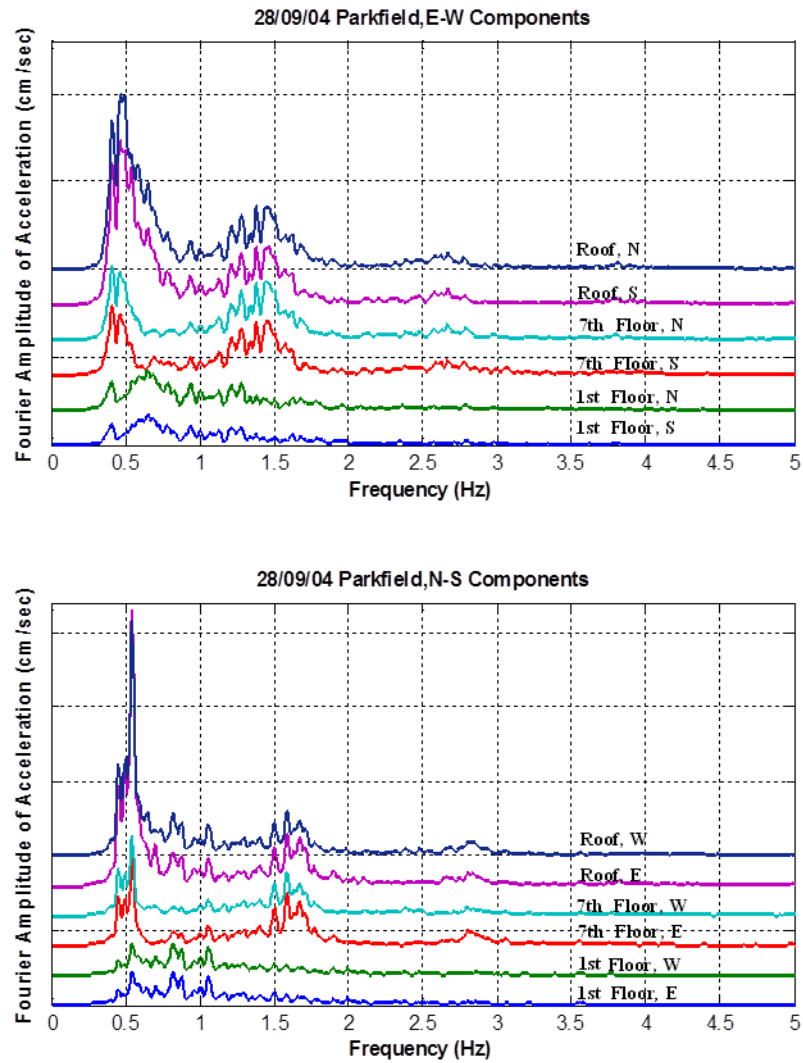 28/09/04 Parkfield,E-W Components
Fourier Amplitude of Acceleration (cm /sec)
Roof, N
Roof, S
7th Floor, N
7th Floor, S
1st Floor, N
1st Floor, S
0 0.5 1 1.5 2 2.5 3 3.5 4 4.5 5
Frequency (Hz)
28/09/04 Parkfield,N-S Components
Fourier Amplitude of Acceleration (cm /sec)
Roof, W
Roof, E
7th Floor, W
7th Floor, E
1st Floor, W
1st Floor, E
0 0.5 1 1.5 2 2.5 3 3.5 4 4.5 5
Frequency (Hz)